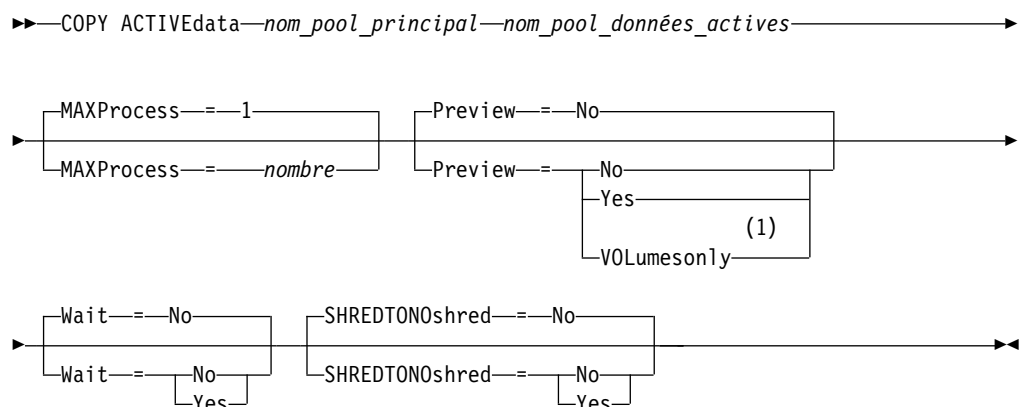 COPY ACTIVEdata nom_pool_principal nom_pool_données_actives
MAXProcess = 1 Preview = No
MAXProcess = nombre Preview = No
Yes
(1)
VOLumesonly
Wait = No SHREDTONOshred = No
Wait = No SHREDTONOshred = No
Yes Yes